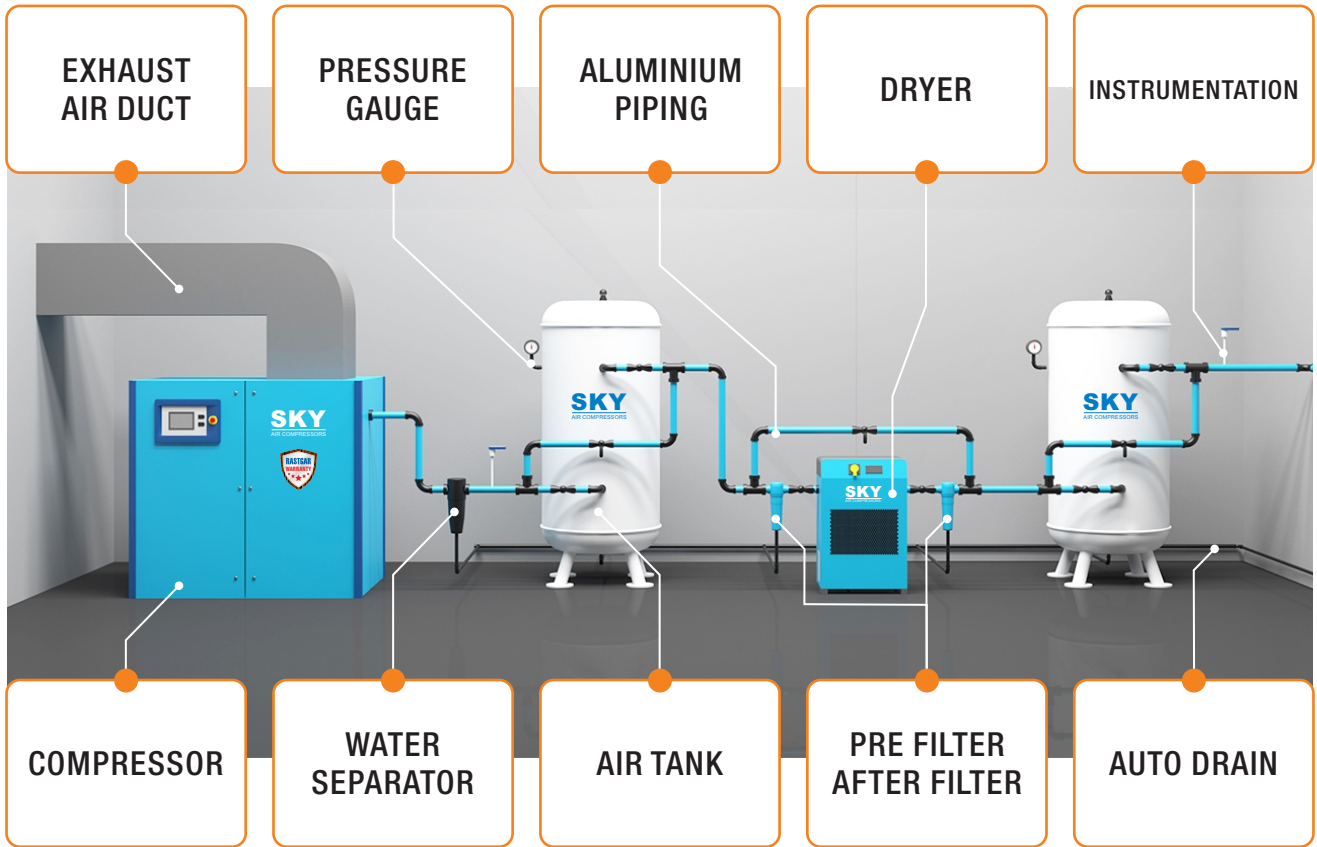 EXHAUST
AIR DUCT
PRESSURE
GAUGE
ALUMINIUM
PIPING
DRYER
INSTRUMENTATION
SKY
AIR COMPRESSORS
RASTGAR
WARRANTY
SKY
AIR COMPRESSORS
SKY
SKY
AIR COMPRESSORS
COMPRESSOR
WATER
SEPARATOR
AIR TANK
PRE FILTER
AFTER FILTER
AUTO DRAIN